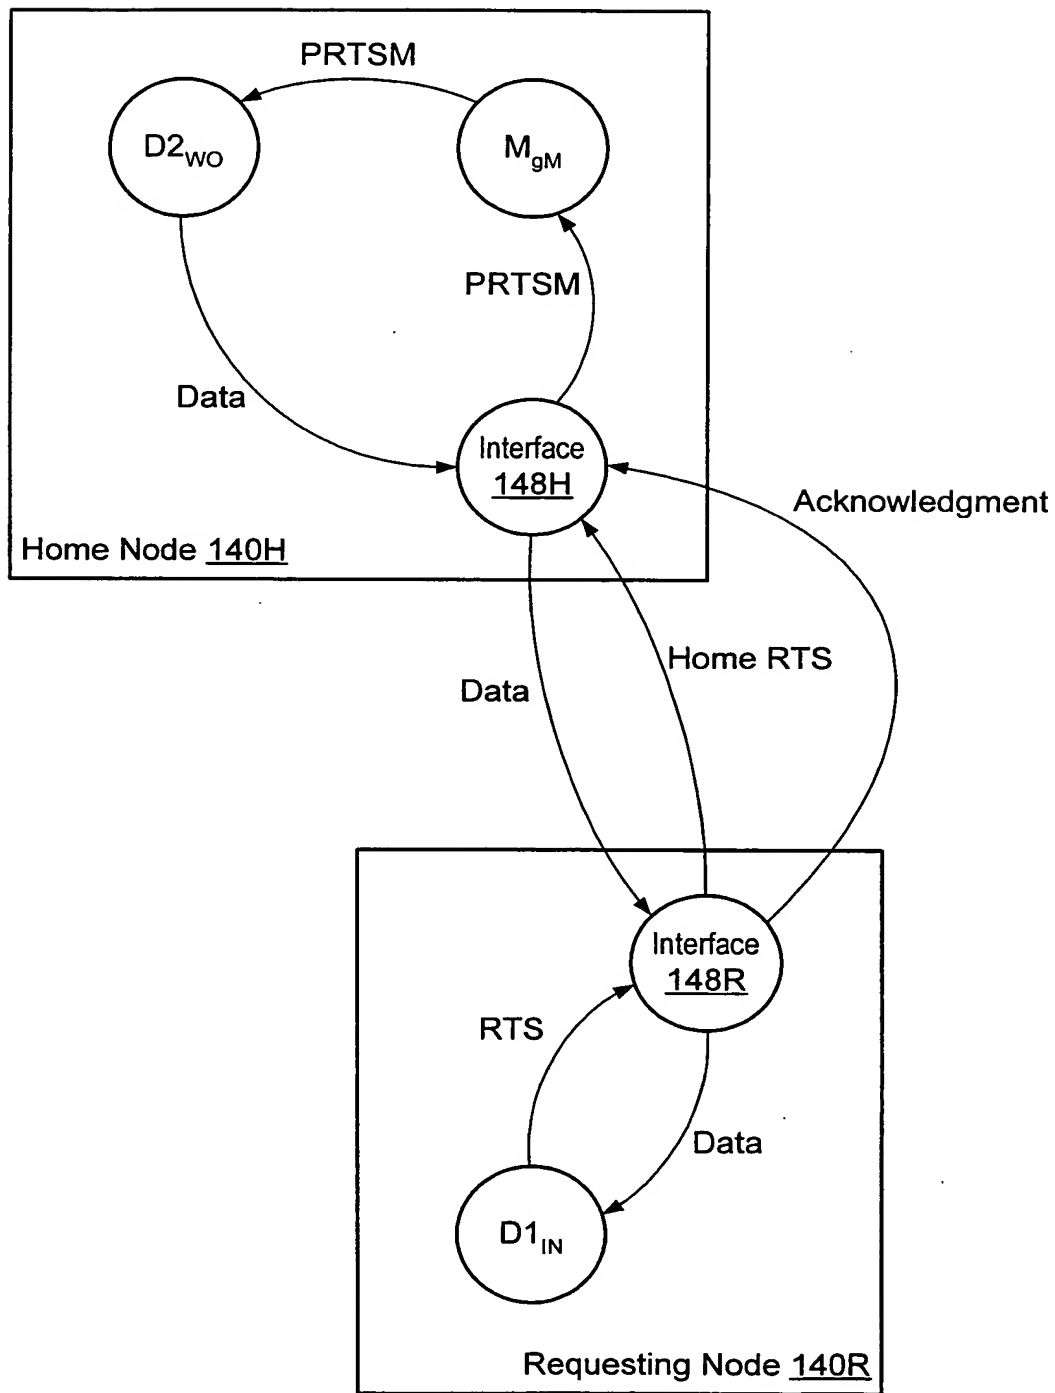 PRTSM
D2WO
MgM
PRTSM
Data
Interface
148H
Acknowledgment
Home Node 140H
Home RTS
Data
Interface
148R
RTS
Data
D1IN
Requesting Node 140R